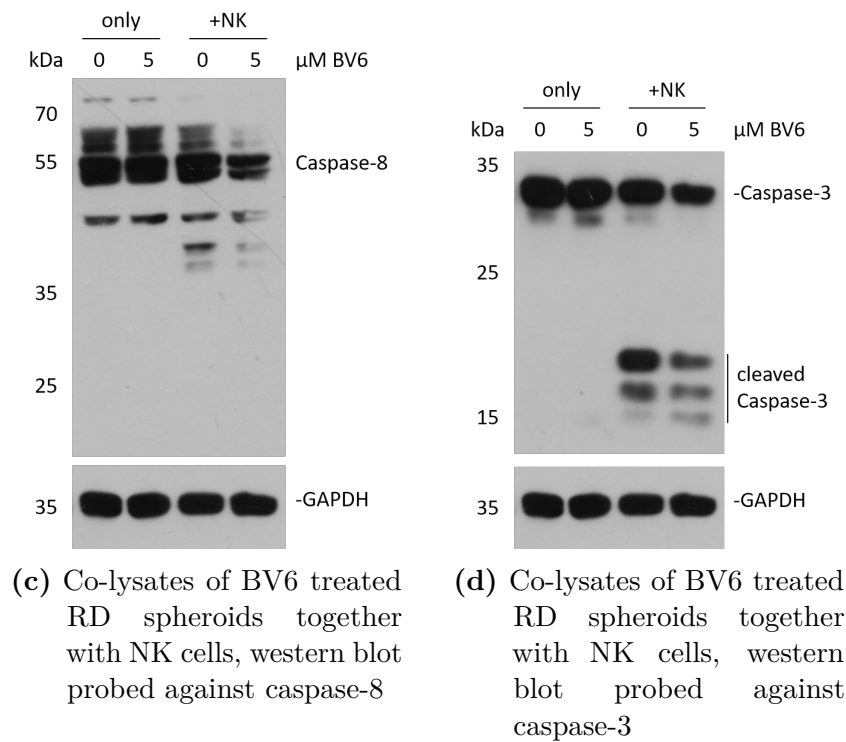 only +NK
kDa 0 5 0 5 µM BV6
70
55 Caspase-8
35
25
35 -GAPDH
(c) Co-lysates of BV6 treated
RD spheroids together
with NK cells, western blot
probed against caspase-8
only +NK
kDa 0 5 0 5 µM BV6
35
-Caspase-3
25
cleaved
Caspase-3
15
35 -GAPDH
(d) Co-lysates of BV6 treated
RD spheroids together
with NK cells, western
blot probed against
caspase-3